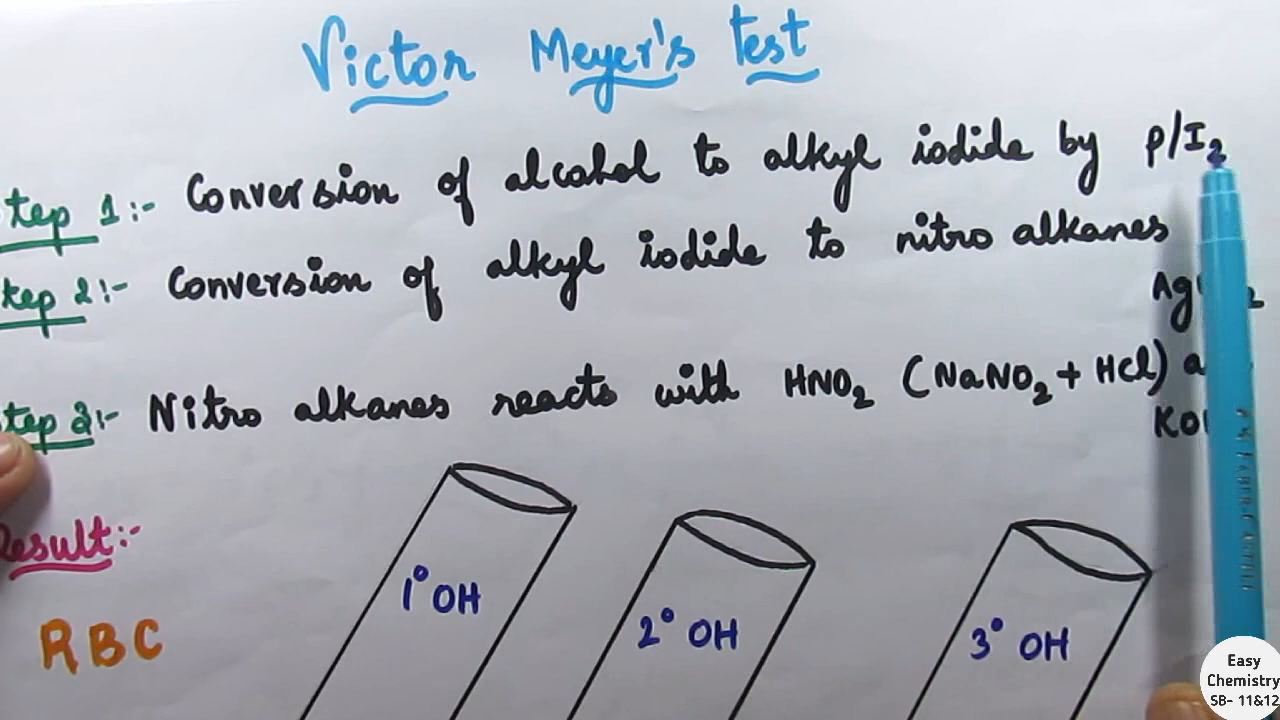 Victor Meyer's test
tep 1:- Conversion of alcohol to alkyl iodide by P/I2
tep 2:- Conversion of alkyl iodide to nitro alkanes
tep 3:- Nitro alkanes reacts with HNO2 (NaNO2 + HCl)
Result:-
RBC
1° OH
2° OH
3° OH
Easy
Chemistry
SB- 11&12